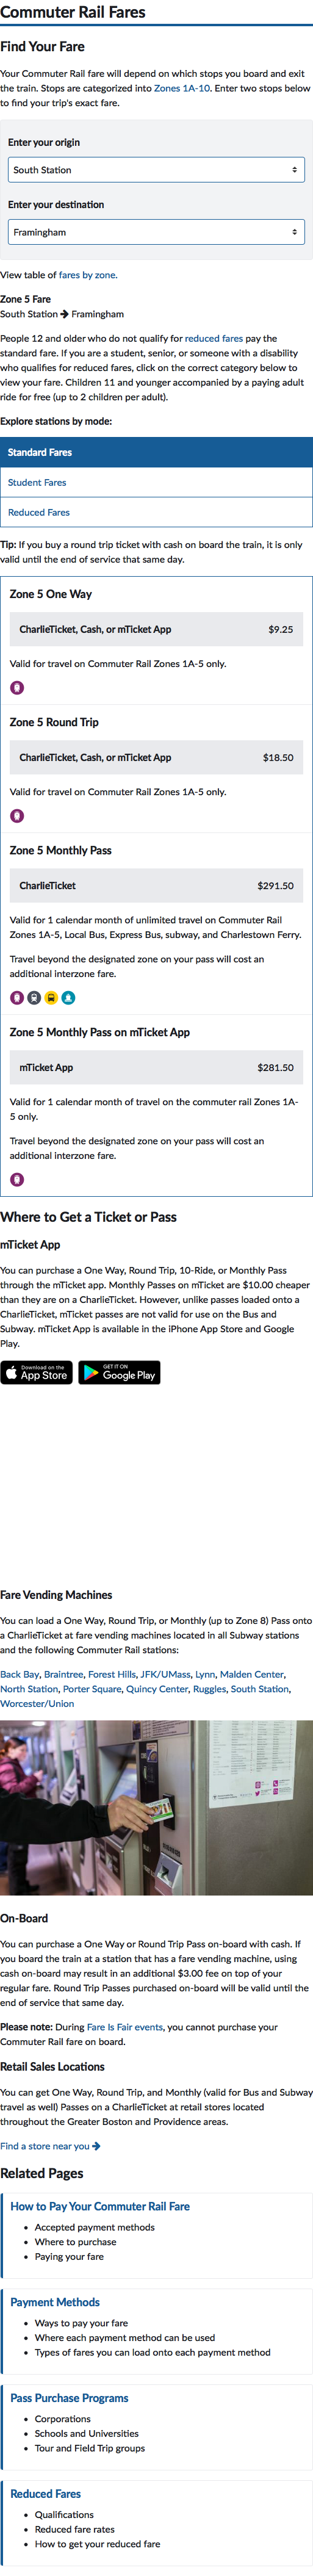 Commuter Rail Fares
Find Your Fare
Your Commuter Rail fare will depend on which stops you board and exit
the train. Stops are categorized into Zones 1A-10. Enter two stops below
to find your trip's exact fare.
Enter your origin
South Station
Enter your destination
Framingham
View table of fares by zone.
Zone 5 Fare
South Station → Framingham
People 12 and older who do not qualify for reduced fares pay the
standard fare. If you are a student, senior, or someone with a disability
who qualifies for reduced fares, click on the correct category below to
view your fare. Children 11 and younger accompanied by a paying adult
ride for free (up to 2 children per adult).
Explore stations by mode:
Standard Fares
Student Fares
Reduced Fares
Tip: If you buy a round trip ticket with cash on board the train, it is only
valid until the end of service that same day.
Zone 5 One Way
CharlieTicket, Cash, or mTicket App $9.25
Valid for travel on Commuter Rail Zones 1A-5 only.
Zone 5 Round Trip
CharlieTicket, Cash, or mTicket App $18.50
Valid for travel on Commuter Rail Zones 1A-5 only.
Zone 5 Monthly Pass
CharlieTicket $291.50
Valid for 1 calendar month of unlimited travel on Commuter Rail
Zones 1A-5, Local Bus, Express Bus, subway, and Charlestown Ferry.
Travel beyond the designated zone on your pass will cost an
additional interzone fare.
Zone 5 Monthly Pass on mTicket App
mTicket App $281.50
Valid for 1 calendar month of travel on the commuter rail Zones 1A-
5 only.
Travel beyond the designated zone on your pass will cost an
additional interzone fare.
Where to Get a Ticket or Pass
mTicket App
You can purchase a One Way, Round Trip, 10-Ride, or Monthly Pass
through the mTicket app. Monthly Passes on mTicket are $10.00 cheaper
than they are on a CharlieTicket. However, unlike passes loaded onto a
CharlieTicket, mTicket passes are not valid for use on the Bus and
Subway. mTicket App is available in the iPhone App Store and Google
Play.
Download on the
App Store
GET IT ON
Google Play
Fare Vending Machines
You can load a One Way, Round Trip, or Monthly (up to Zone 8) Pass onto
a CharlieTicket at fare vending machines located in all Subway stations
and the following Commuter Rail stations:
Back Bay, Braintree, Forest Hills, JFK/UMass, Lynn, Malden Center,
North Station, Porter Square, Quincy Center, Ruggles, South Station,
Worcester/Union
On-Board
You can purchase a One Way or Round Trip Pass on-board with cash. If
you board the train at a station that has a fare vending machine, using
cash on-board may result in an additional $3.00 fee on top of your
regular fare. Round Trip Passes purchased on-board will be valid until the
end of service that same day.
Please note: During Fare Is Fair events, you cannot purchase your
Commuter Rail fare on board.
Retail Sales Locations
You can get One Way, Round Trip, and Monthly (valid for Bus and Subway
travel as well) Passes on a CharlieTicket at retail stores located
throughout the Greater Boston and Providence areas.
Find a store near you →
Related Pages
How to Pay Your Commuter Rail Fare
• Accepted payment methods
• Where to purchase
• Paying your fare
Payment Methods
• Ways to pay your fare
• Where each payment method can be used
• Types of fares you can load onto each payment method
Pass Purchase Programs
• Corporations
• Schools and Universities
• Tour and Field Trip groups
Reduced Fares
• Qualifications
• Reduced fare rates
• How to get your reduced fare